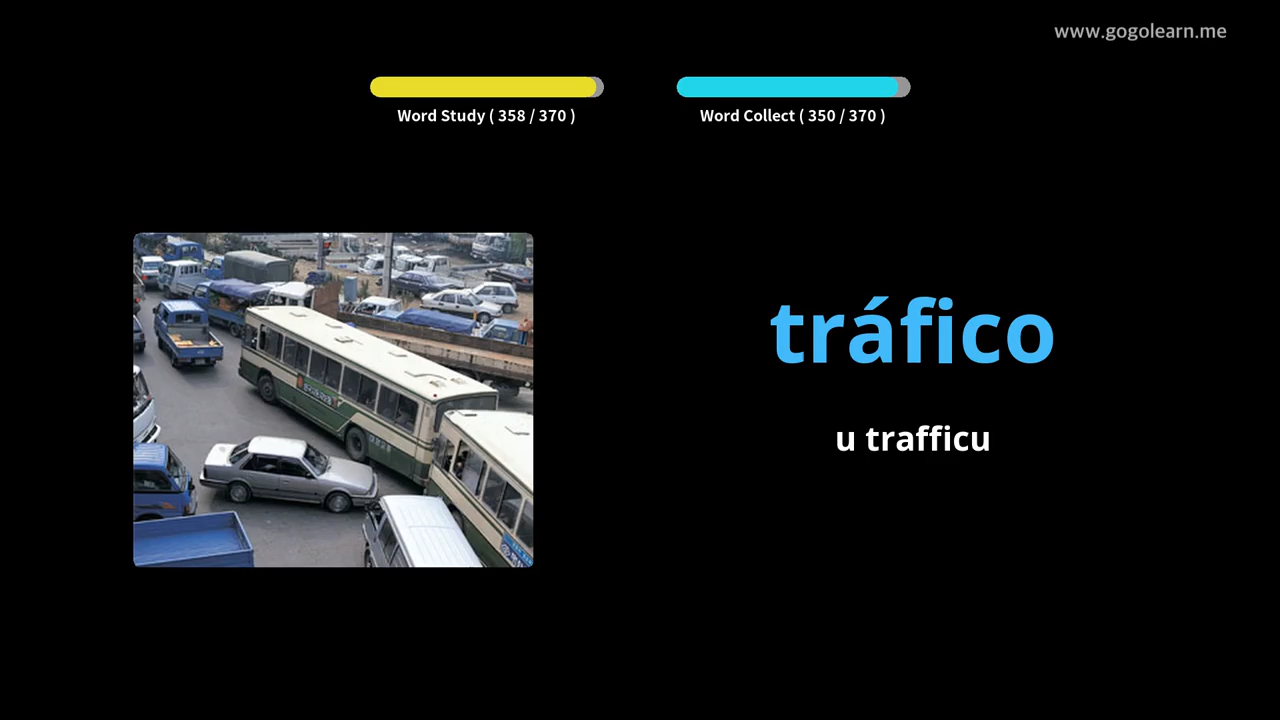 www.gogolearn.me
Word Study ( 358 / 370 )
Word Collect ( 350 / 370 )
tráfico
u trafficu